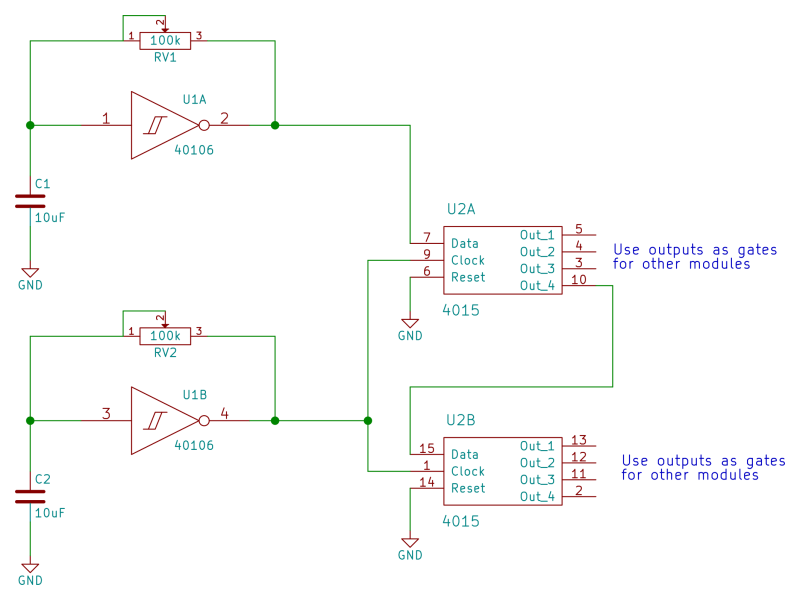 2
1 100k 3
RV1
U1A
1 2
40106
C1
10uF
GND
U2A
7 Data Out_1 5
9 Clock Out_2 4
6 Reset Out_3 3
Out_4 10
4015
GND
Use outputs as gates
for other modules
2
1 100k 3
RV2
U1B
3 4
40106
C2
10uF
GND
U2B
15 Data Out_1 13
1 Clock Out_2 12
14 Reset Out_3 11
Out_4 2
4015
GND
Use outputs as gates
for other modules